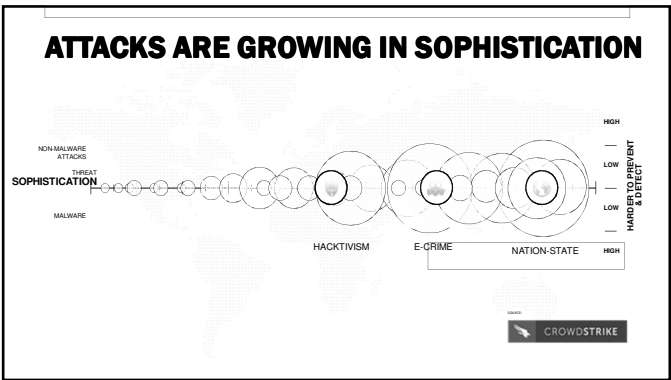 ATTACKS ARE GROWING IN SOPHISTICATION
HIGH
NON-MALWARE
ATTACKS
LOW
THREAT
SOPHISTICATION
HARDER TO PREVENT
& DETECT
LOW
MALWARE
HACKTIVISM
E-CRIME
NATION-STATE
HIGH
SOURCE
CROWDSTRIKE